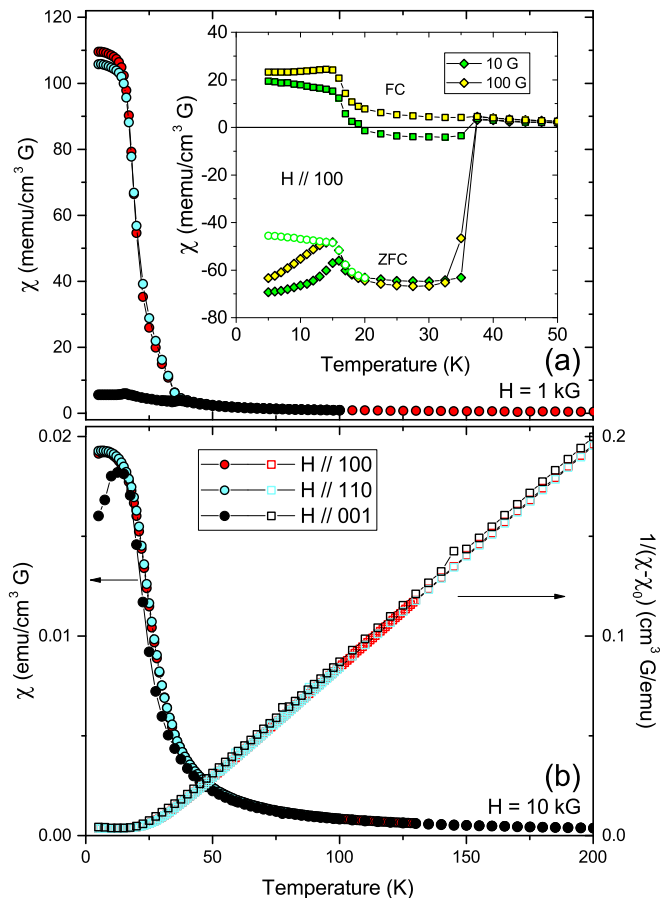 120
100
80
60
40
20
0
χ (memu/cm³ G)
40
20
0
-20
-40
-60
-80
χ (memu/cm³ G)
10 G
100 G
FC
H // 100
ZFC
0 10 20 30 40 50
Temperature (K)
(a)
H = 1 kG
0.02
0.01
0.00
χ (emu/cm³ G)
H // 100
H // 110
H // 001
0.2
0.1
0.0
1/(χ-χ₀) (cm³ G/emu)
(b)
H = 10 kG
0 50 100 150 200
Temperature (K)